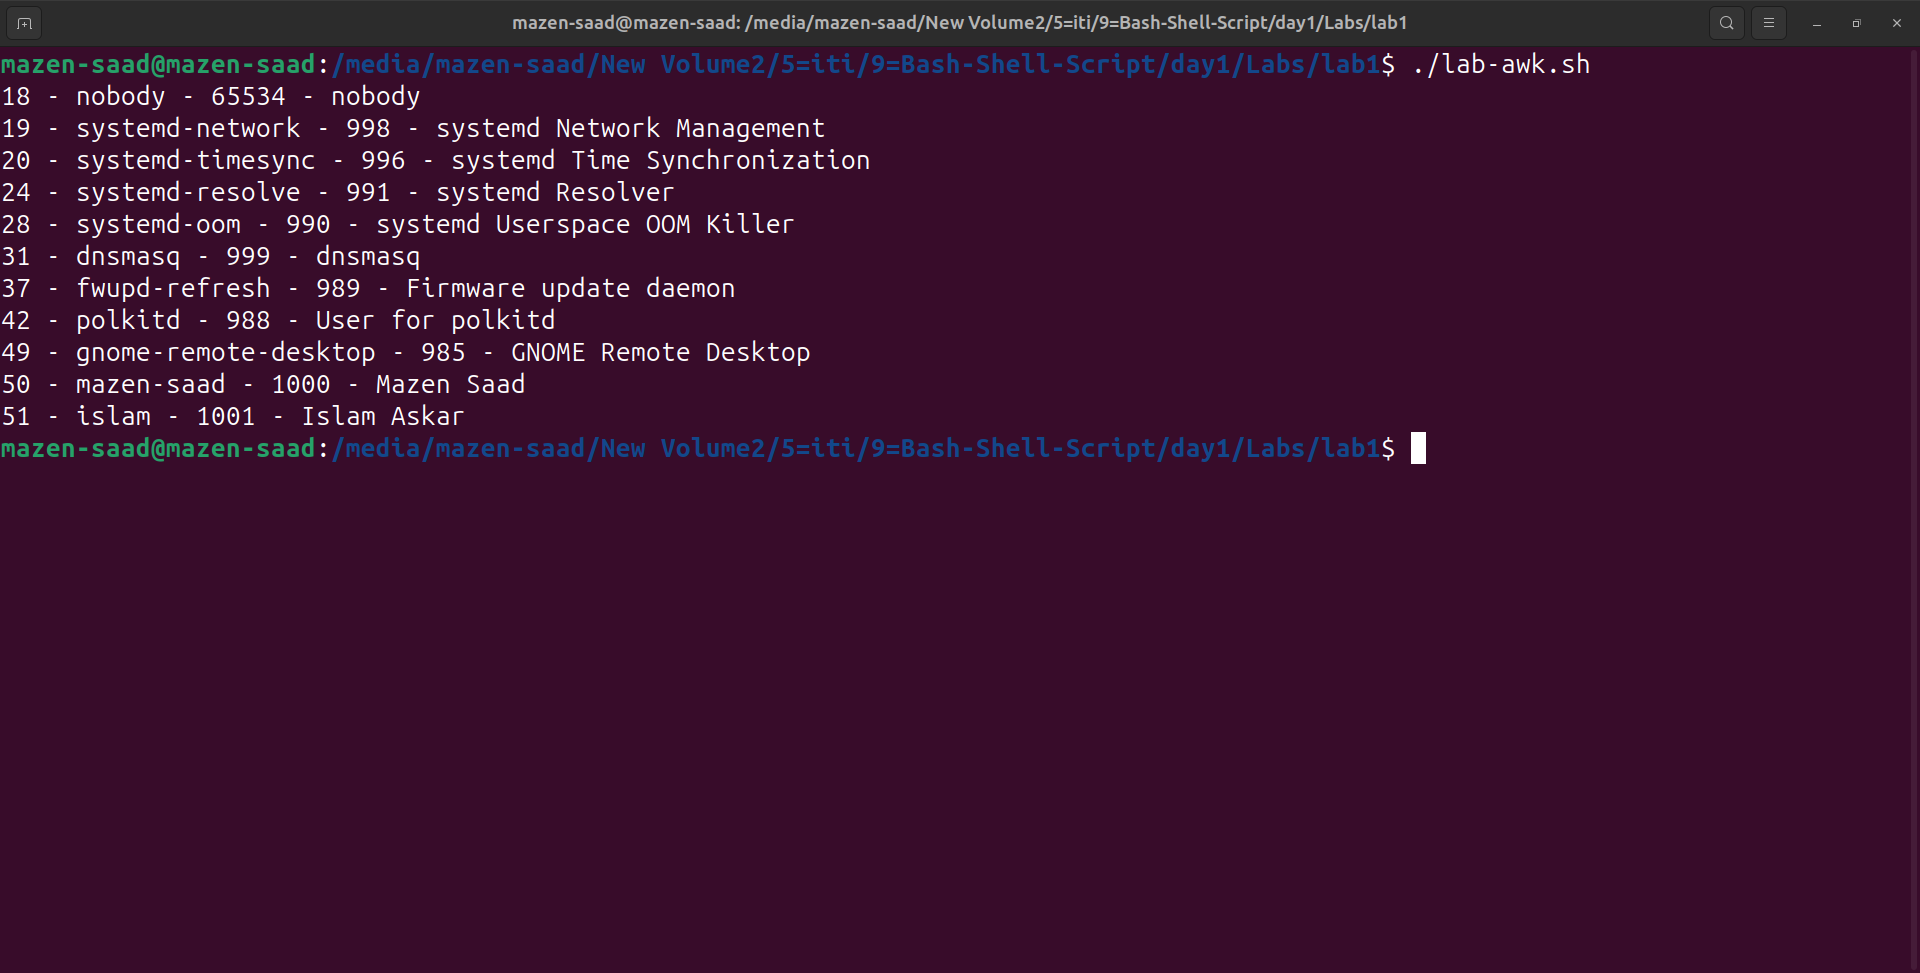 mazen-saad@mazen-saad: /media/mazen-saad/New Volume2/5=iti/9=Bash-Shell-Script/day1/Labs/lab1
mazen-saad@mazen-saad:/media/mazen-saad/New Volume2/5=iti/9=Bash-Shell-Script/day1/Labs/lab1$ ./lab-awk.sh
18 - nobody - 65534 - nobody
19 - systemd-network - 998 - systemd Network Management
20 - systemd-timesync - 996 - systemd Time Synchronization
24 - systemd-resolve - 991 - systemd Resolver
28 - systemd-oom - 990 - systemd Userspace OOM Killer
31 - dnsmasq - 999 - dnsmasq
37 - fwupd-refresh - 989 - Firmware update daemon
42 - polkitd - 988 - User for polkitd
49 - gnome-remote-desktop - 985 - GNOME Remote Desktop
50 - mazen-saad - 1000 - Mazen Saad
51 - islam - 1001 - Islam Askar
mazen-saad@mazen-saad:/media/mazen-saad/New Volume2/5=iti/9=Bash-Shell-Script/day1/Labs/lab1$